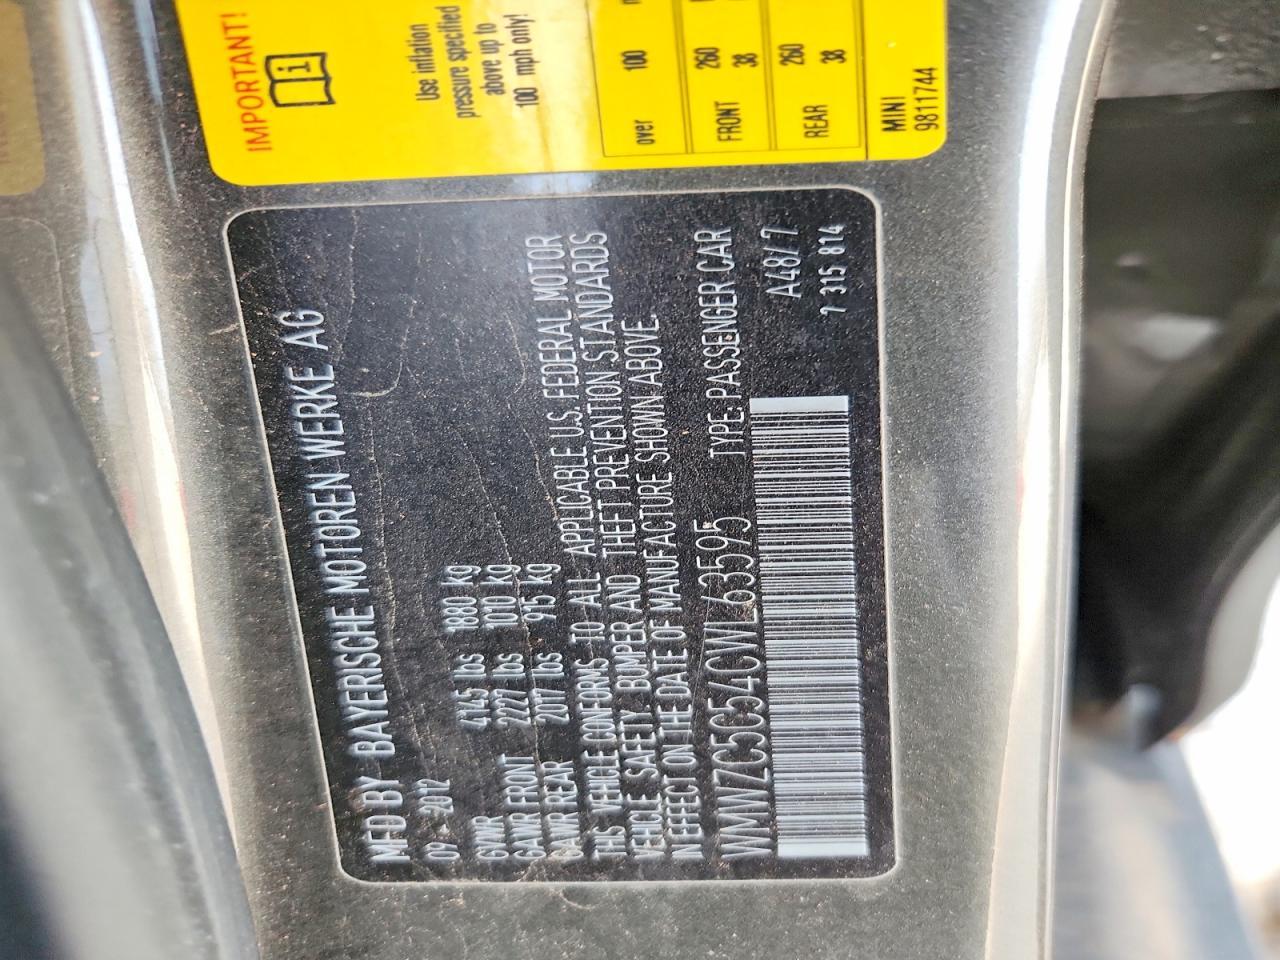 IMPORTANT!
Use intlation
pressure specified
above up to
100 mph only!
over 100
FRONT 260
38
REAR 260
38
MINI
9811744
MFD BY BAYERISCHE MOTOREN WERKE AG
09 - 2012
GVWR 4145 lbs 1880 kg
GAWR FRONT 2227 lbs 1010 kg
GAWR REAR 2017 lbs 915 kg
THIS VEHICLE CONFORMS TO ALL APPLICABLE U.S. FEDERAL MOTOR
VEHICLE SAFETY, BUMPER AND THEFT PREVENTION STANDARDS
IN EFFECT ON THE DATE OF MANUFACTURE SHOWN ABOVE.
WMWZC5C54CWL63595 TYPE: PASSENGER CAR
A48/7
7 315 814